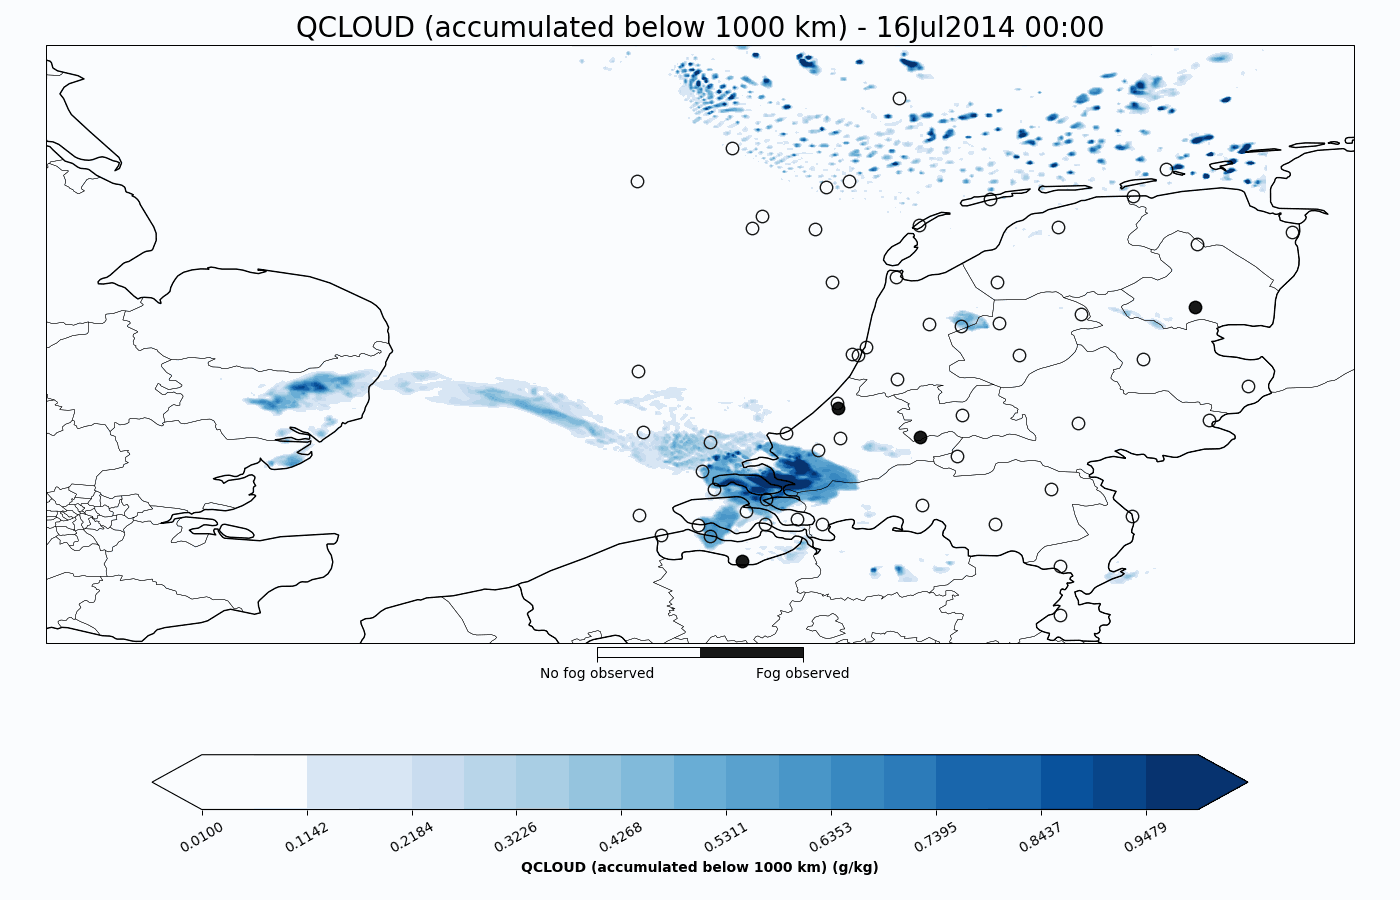 QCLOUD (accumulated below 1000 km) - 16Jul2014 00:00
No fog observed
Fog observed
0.0100
0.1142
0.2184
0.3226
0.4268
0.5311
0.6353
0.7395
0.8437
0.9479
QCLOUD (accumulated below 1000 km) (g/kg)